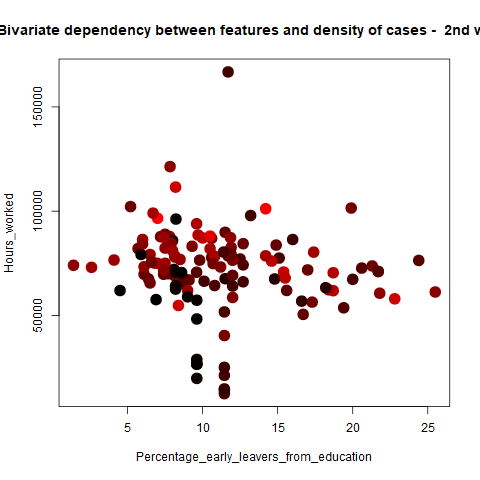 Bivariate dependency between features and density of cases - 2nd w
150000
100000
50000
Hours_worked
5 10 15 20 25
Percentage_early_leavers_from_education